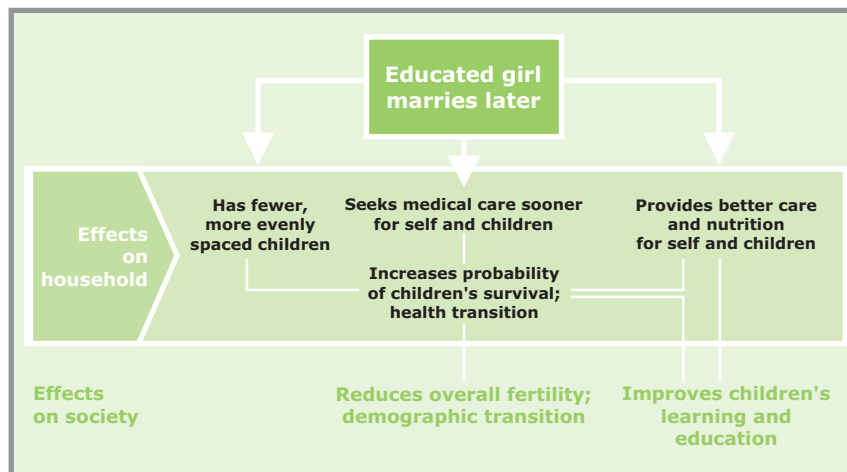 Educated girl
marries later
Effects
on
household
Has fewer,
more evenly
spaced children
Seeks medical care sooner
for self and children
Provides better care
and nutrition
for self and children
Increases probability
of children's survival;
health transition
Effects
on society
Reduces overall fertility;
demographic transition
Improves children's
learning and
education